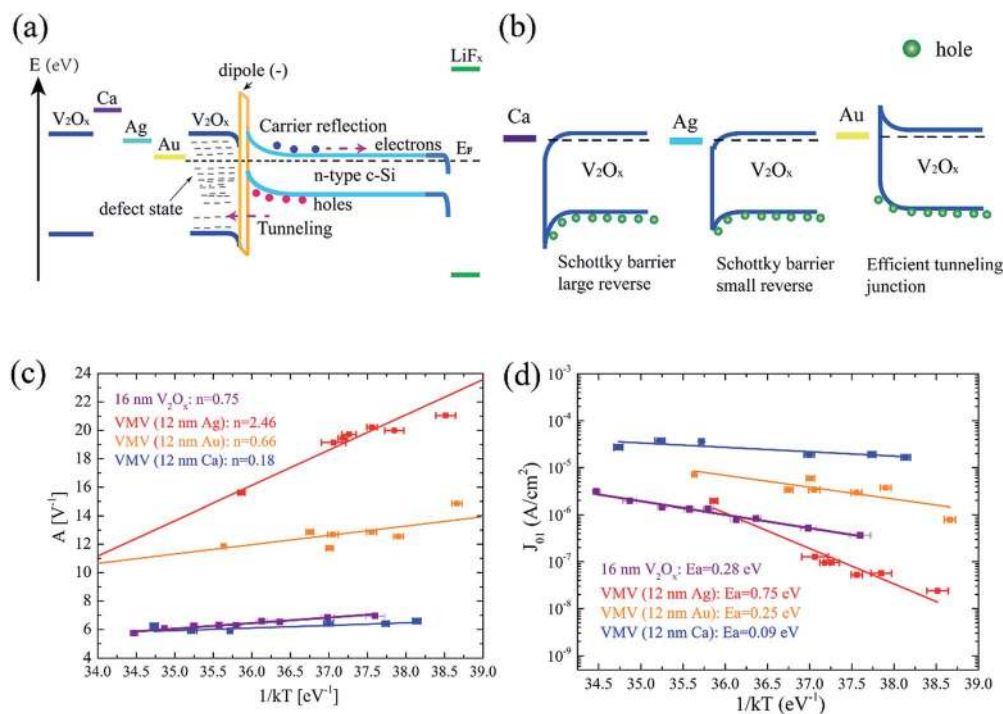 (a)
E (eV)
V₂Oₓ
Ca
Ag
Au
V₂Oₓ
dipole (-)
Carrier reflection
electrons
E_F
LiFₓ
n-type c-Si
defect state
holes
Tunneling
(b)
hole
Ca
V₂Oₓ
Schottky barrier
large reverse
Ag
V₂Oₓ
Schottky barrier
small reverse
Au
V₂Oₓ
Efficient tunneling
junction
(c)
A [V⁻¹]
24
22
20
18
16
14
12
10
8
6
4
16 nm V₂Oₓ: n=0.75
VMV (12 nm Ag): n=2.46
VMV (12 nm Au): n=0.66
VMV (12 nm Ca): n=0.18
34.0 34.5 35.0 35.5 36.0 36.5 37.0 37.5 38.0 38.5 39.0
1/kT [eV⁻¹]
(d)
J₀₁ (A/cm²)
10⁻³
10⁻⁴
10⁻⁵
10⁻⁶
10⁻⁷
10⁻⁸
10⁻⁹
16 nm V₂Oₓ: Ea=0.28 eV
VMV (12 nm Ag): Ea=0.75 eV
VMV (12 nm Au): Ea=0.25 eV
VMV (12 nm Ca): Ea=0.09 eV
34.5 35.0 35.5 36.0 36.5 37.0 37.5 38.0 38.5 39.0
1/kT (eV⁻¹)